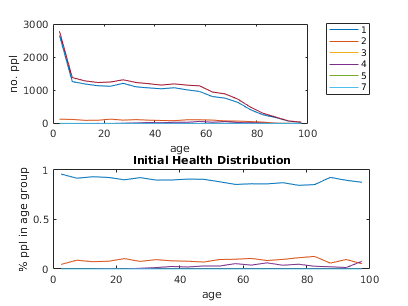 3000
2000
1000
0
no. ppl
0 20 40 60 80 100
age
1
2
3
4
5
7
Initial Health Distribution
1
0.5
0
% ppl in age group
0 20 40 60 80 100
age